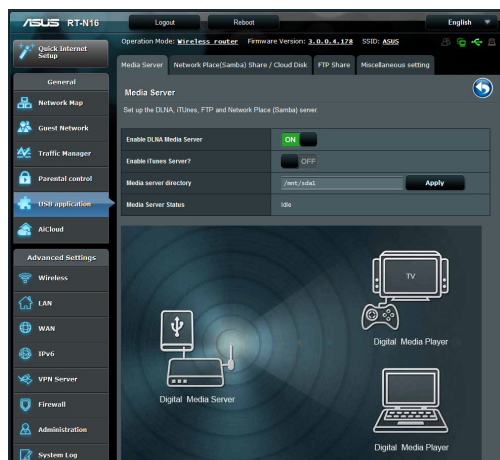 ASUS RT-N16
Logout
Reboot
English
Quick Internet
Setup
Operation Mode: Wireless router Firmware Version: 3.0.0.4.178 SSID: ASUS
Media Server
Network Place(Samba) Share / Cloud Disk
FTP Share
Miscellaneous setting
General
Network Map
Guest Network
Traffic Manager
Parental control
USB application
AiCloud
Advanced Settings
Wireless
LAN
WAN
IPv6
VPN Server
Firewall
Administration
System Log
Media Server
Set up the DLNA, iTUnes, FTP and Network Place (Samba) server.
Enable DLNA Media Server
ON
Enable iTunes Server?
OFF
Media server directory
/mnt/sda1
Apply
Media Server Status
Idle
TV
Digital Media Player
Digital Media Server
Digital Media Player